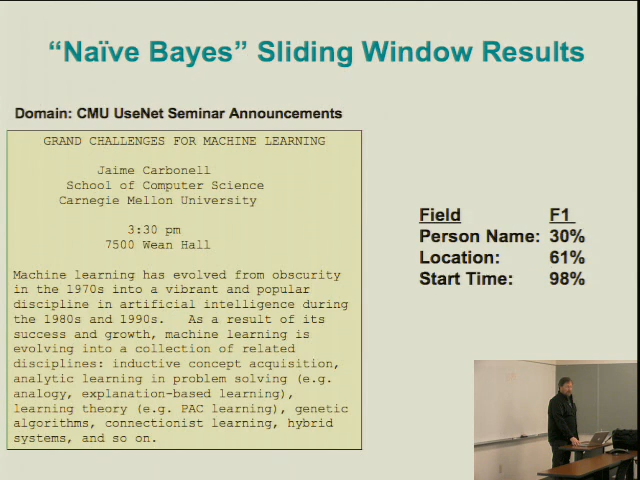 “Naïve Bayes” Sliding Window Results
Domain: CMU UseNet Seminar Announcements
GRAND CHALLENGES FOR MACHINE LEARNING
Jaime Carbonell
School of Computer Science
Carnegie Mellon University
3:30 pm
7500 Wean Hall
Machine learning has evolved from obscurity
in the 1970s into a vibrant and popular
discipline in artificial intelligence during
the 1980s and 1990s. As a result of its
success and growth, machine learning is
evolving into a collection of related
disciplines: inductive concept acquisition,
analytic learning in problem solving (e.g.
analogy, explanation-based learning),
learning theory (e.g. PAC learning), genetic
algorithms, connectionist learning, hybrid
systems, and so on.
Field F1
Person Name: 30%
Location: 61%
Start Time: 98%